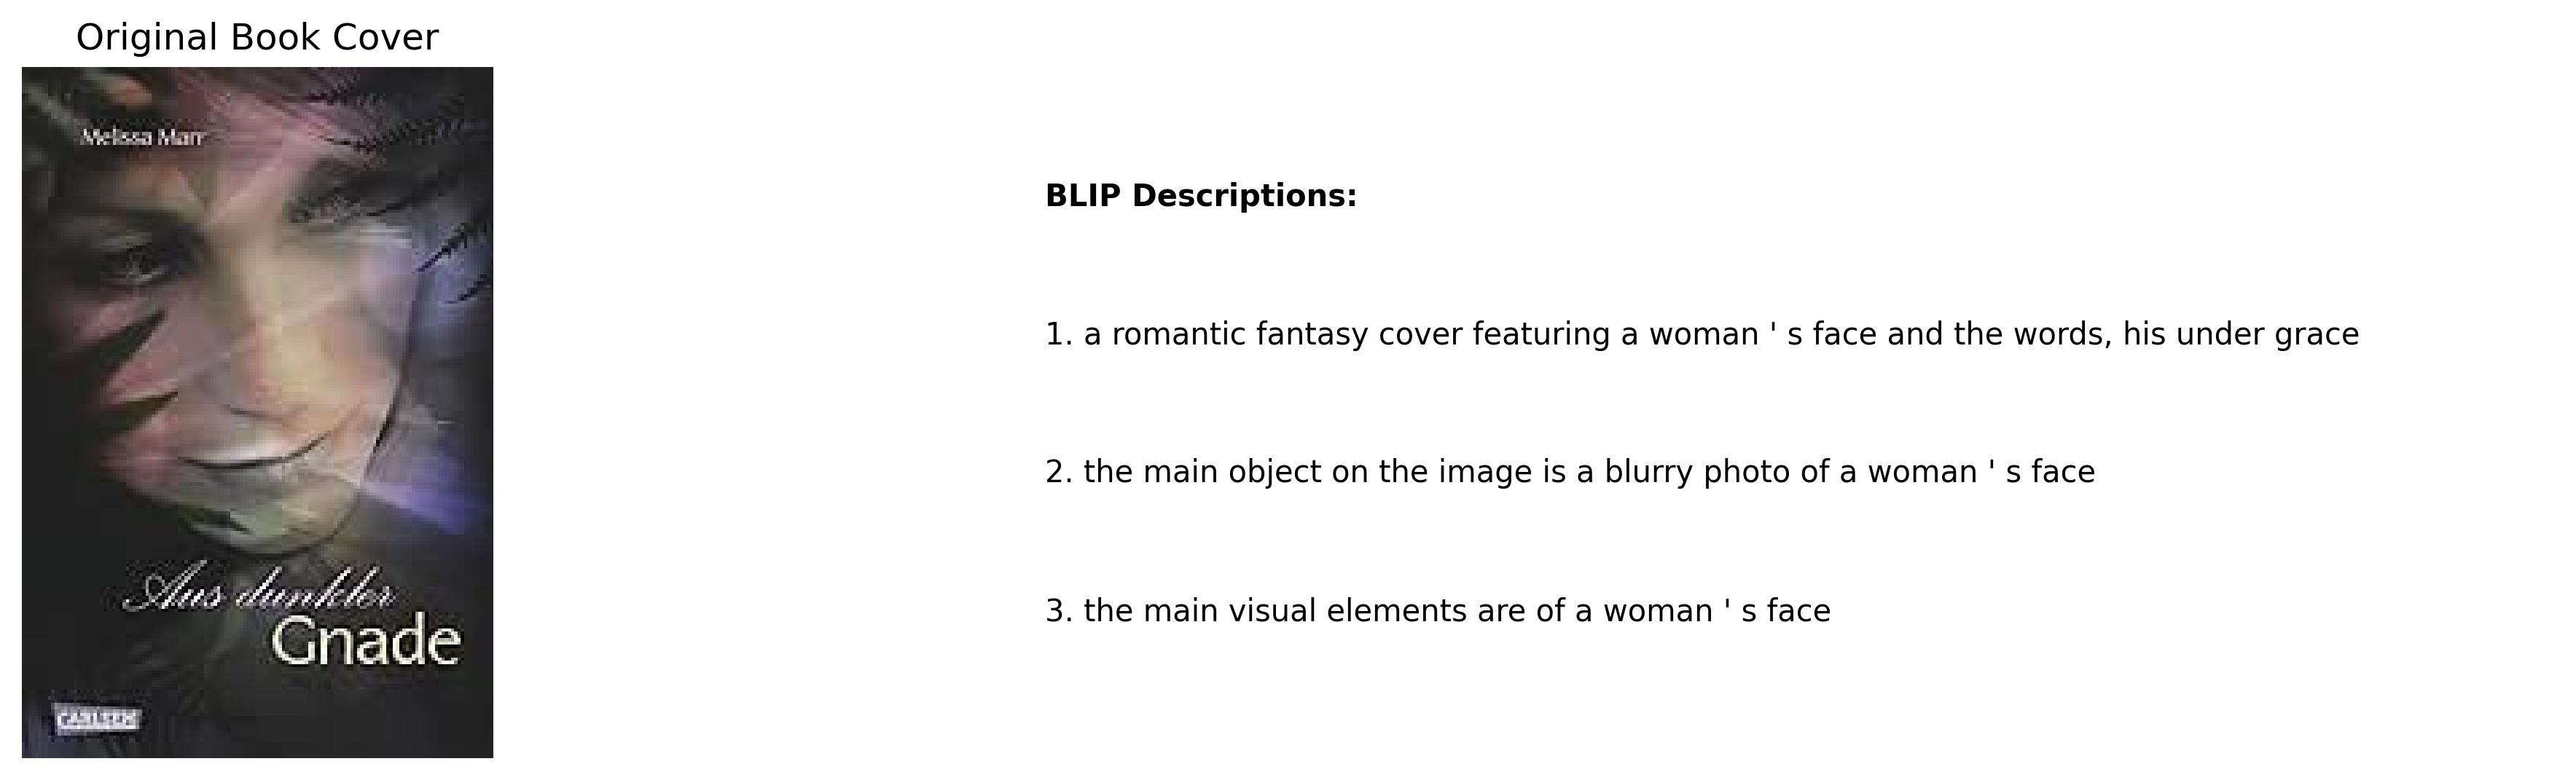 Original Book Cover
Melissa Marr
Aus dunkler
Gnade
CARLSEN
BLIP Descriptions:
1. a romantic fantasy cover featuring a woman ' s face and the words, his under grace
2. the main object on the image is a blurry photo of a woman ' s face
3. the main visual elements are of a woman ' s face